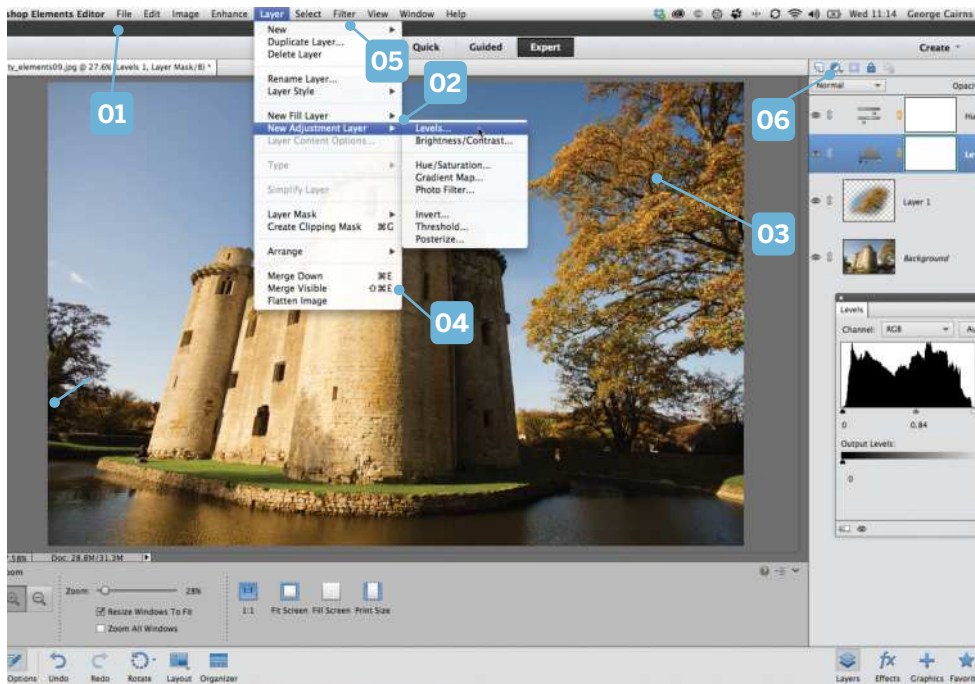 shop Elements Editor File Edit Image Enhance Layer Select Filter View Window Help Wed 11:14 George Cairns
Quick Guided Expert Create
ty_elements09.jpg @ 27.6% (Levels 1, Layer Mask/8) *
New
Duplicate Layer...
Delete Layer
Rename Layer...
Layer Style
New Fill Layer
New Adjustment Layer
Layer Content Options...
Type
Simplify Layer
Layer Mask
Create Clipping Mask ⌘G
Arrange
Merge Down ⌘E
Merge Visible ⇧⌘E
Flatten Image
Levels...
Brightness/Contrast...
Hue/Saturation...
Gradient Map...
Photo Filter...
Invert...
Threshold...
Posterize...
01
02
03
04
05
06
Normal Opaci
Hu
Le
Layer 1
Background
Levels
Channel: RGB Au
0 0.84
Output Levels:
0
7.58% Doc: 28.8M/31.3M
oom
Zoom: 28%
Resize Windows To Fit
Zoom All Windows
1:1 Fit Screen Fill Screen Print Size
Options Undo Redo Rotate Layout Organizer
Layers Effects Graphics Favorit